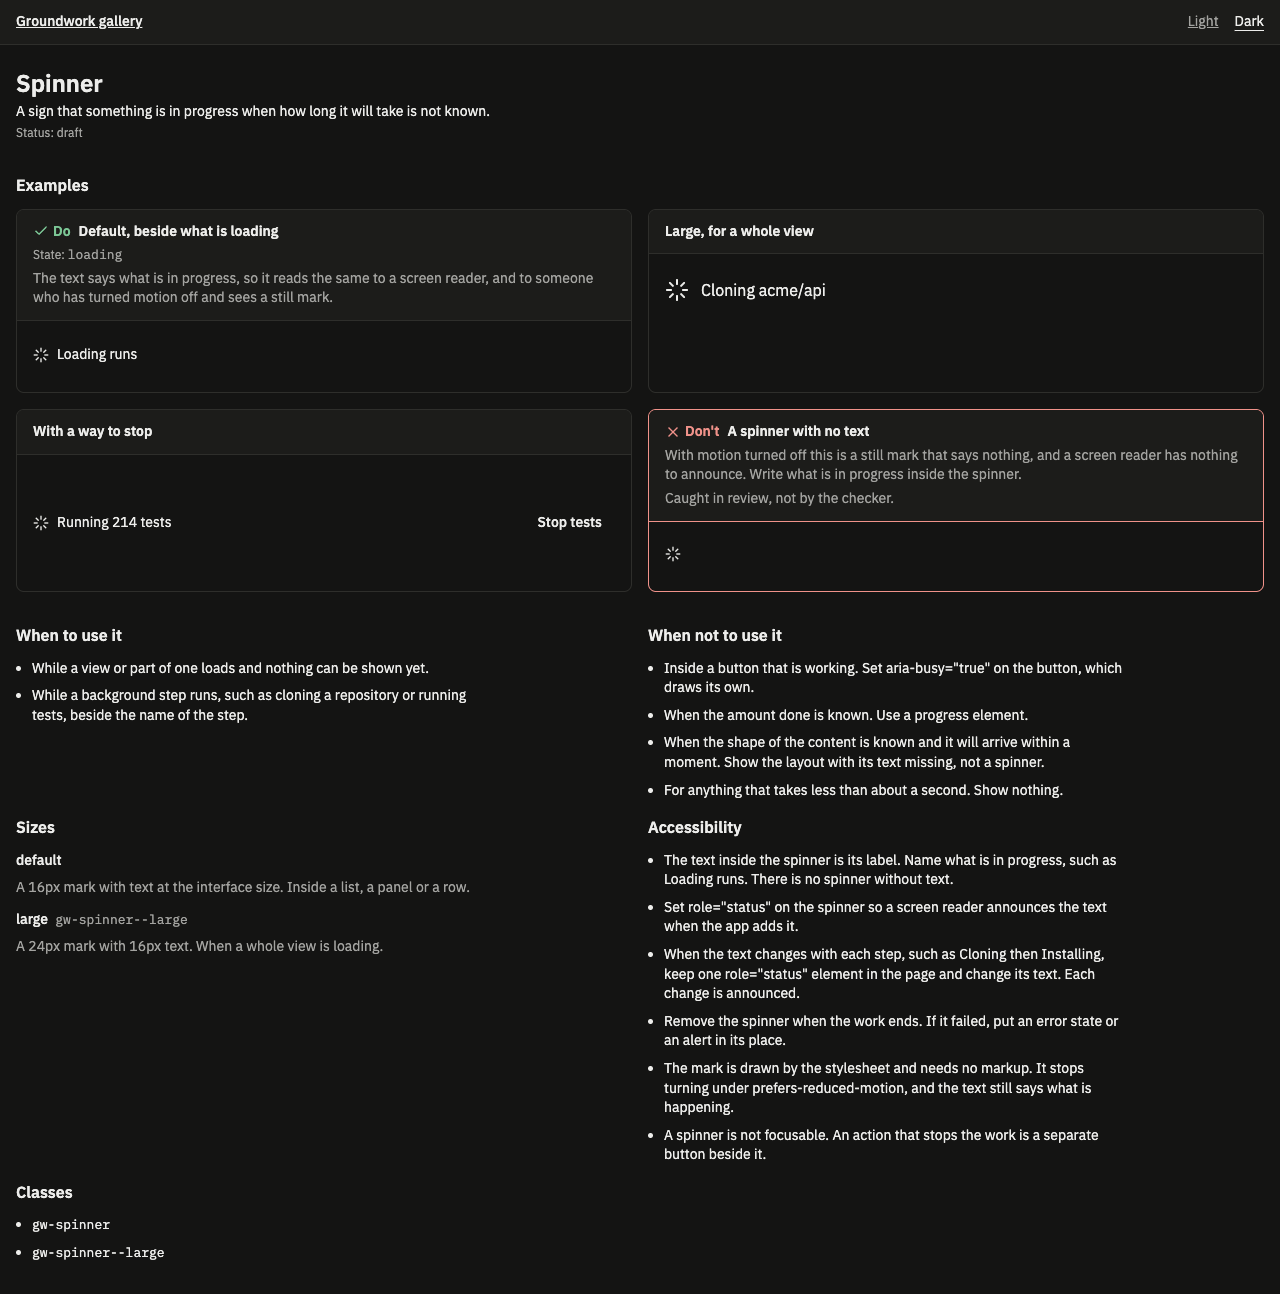 Groundwork gallery
Light
Dark
Spinner
A sign that something is in progress when how long it will take is not known.
Status: draft
Examples
Do Default, beside what is loading
State: loading
The text says what is in progress, so it reads the same to a screen reader, and to someone
who has turned motion off and sees a still mark.
Loading runs
Large, for a whole view
Cloning acme/api
With a way to stop
Running 214 tests
Stop tests
Don't A spinner with no text
With motion turned off this is a still mark that says nothing, and a screen reader has nothing
to announce. Write what is in progress inside the spinner.
Caught in review, not by the checker.
When to use it
While a view or part of one loads and nothing can be shown yet.
While a background step runs, such as cloning a repository or running
tests, beside the name of the step.
When not to use it
Inside a button that is working. Set aria-busy="true" on the button, which
draws its own.
When the amount done is known. Use a progress element.
When the shape of the content is known and it will arrive within a
moment. Show the layout with its text missing, not a spinner.
For anything that takes less than about a second. Show nothing.
Sizes
default
A 16px mark with text at the interface size. Inside a list, a panel or a row.
large gw-spinner--large
A 24px mark with 16px text. When a whole view is loading.
Accessibility
The text inside the spinner is its label. Name what is in progress, such as
Loading runs. There is no spinner without text.
Set role="status" on the spinner so a screen reader announces the text
when the app adds it.
When the text changes with each step, such as Cloning then Installing,
keep one role="status" element in the page and change its text. Each
change is announced.
Remove the spinner when the work ends. If it failed, put an error state or
an alert in its place.
The mark is drawn by the stylesheet and needs no markup. It stops
turning under prefers-reduced-motion, and the text still says what is
happening.
A spinner is not focusable. An action that stops the work is a separate
button beside it.
Classes
gw-spinner
gw-spinner--large